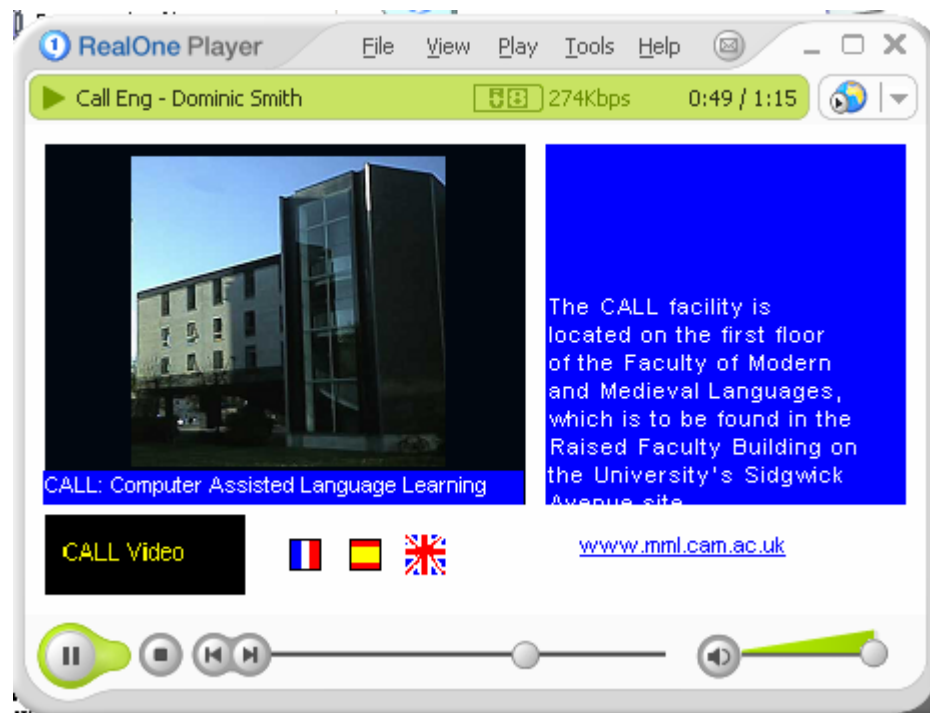 RealOne Player File View Play Tools Help
Call Eng - Dominic Smith 274Kbps 0:49 / 1:15
The CALL facility is
located on the first floor
of the Faculty of Modern
and Medieval Languages,
which is to be found in the
Raised Faculty Building on
the University's Sidgwick
Avenue site
CALL: Computer Assisted Language Learning
CALL Video
www.mml.cam.ac.uk